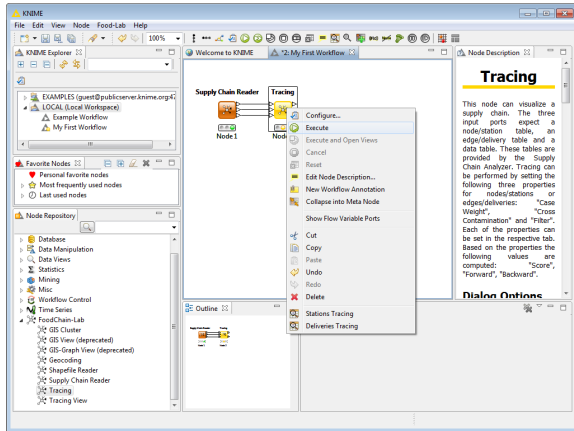 KNIME
File Edit View Node Food-Lab Help
100%
KNIME Explorer
EXAMPLES (guest@publicserver.knime.org:47
LOCAL (Local Workspace)
Example Workflow
My First Workflow
Favorite Nodes
Personal favorite nodes
Most frequently used nodes
Last used nodes
Node Repository
Database
Data Manipulation
Data Views
Statistics
Mining
Misc
Workflow Control
Time Series
FoodChain-Lab
GIS Cluster
GIS View (deprecated)
GIS-Graph View (deprecated)
Geocoding
Shapefile Reader
Supply Chain Reader
Tracing
Tracing View
Welcome to KNIME
*2: My First Workflow
Supply Chain Reader
Tracing
Node 1
Configure...
Execute
Execute and Open Views
Cancel
Reset
Edit Node Description...
New Workflow Annotation
Collapse into Meta Node
Show Flow Variable Ports
Cut
Copy
Paste
Undo
Redo
Delete
Stations Tracing
Deliveries Tracing
Outline
Node Description
Tracing
This node can visualize a
supply chain. The three
input ports expect a
node/station table, an
edge/delivery table and a
data table. These tables are
provided by the Supply
Chain Analyzer. Tracing can
be performed by setting the
following three properties
for nodes/stations or
edges/deliveries: "Case
Weight", "Cross
Contamination" and "Filter".
Each of the properties can
be set in the respective tab.
Based on the properties the
following values are
computed: "Score",
"Forward", "Backward".
Dialog Options